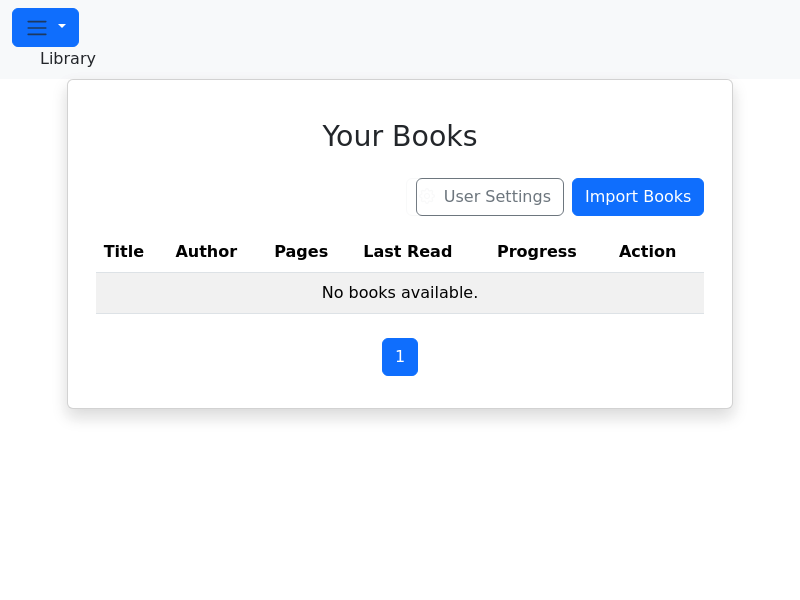 Library
Your Books
User Settings Import Books
Title Author Pages Last Read Progress Action
No books available.
1